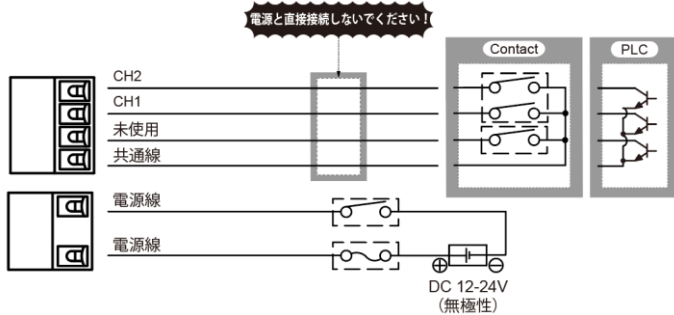 電源と直接接続しないでください！
Contact
PLC
CH2
CH1
未使用
共通線
電源線
電源線
DC 12-24V
（無極性）